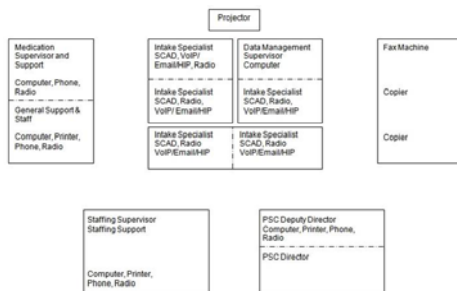 Projector
Medication
Supervisor and
Support
Computer, Phone,
Radio
General Support &
Staff
Computer, Printer,
Phone, Radio
Intake Specialist
SCAD, VoIP/
Email/HIP, Radio
Data Management
Supervisor
Computer
Intake Specialist
SCAD, Radio,
VoIP/ Email/HIP
Intake Specialist
SCAD, Radio,
VoIP/Email/HIP
Intake Specialist
SCAD, Radio
VoIP/Email/HIP
Intake Specialist
SCAD, Radio
VoIP/Email/HIP
Fax Machine
Copier
Copier
Staffing Supervisor
Staffing Support
Computer, Printer,
Phone, Radio
PSC Deputy Director
Computer, Printer, Phone,
Radio
PSC Director